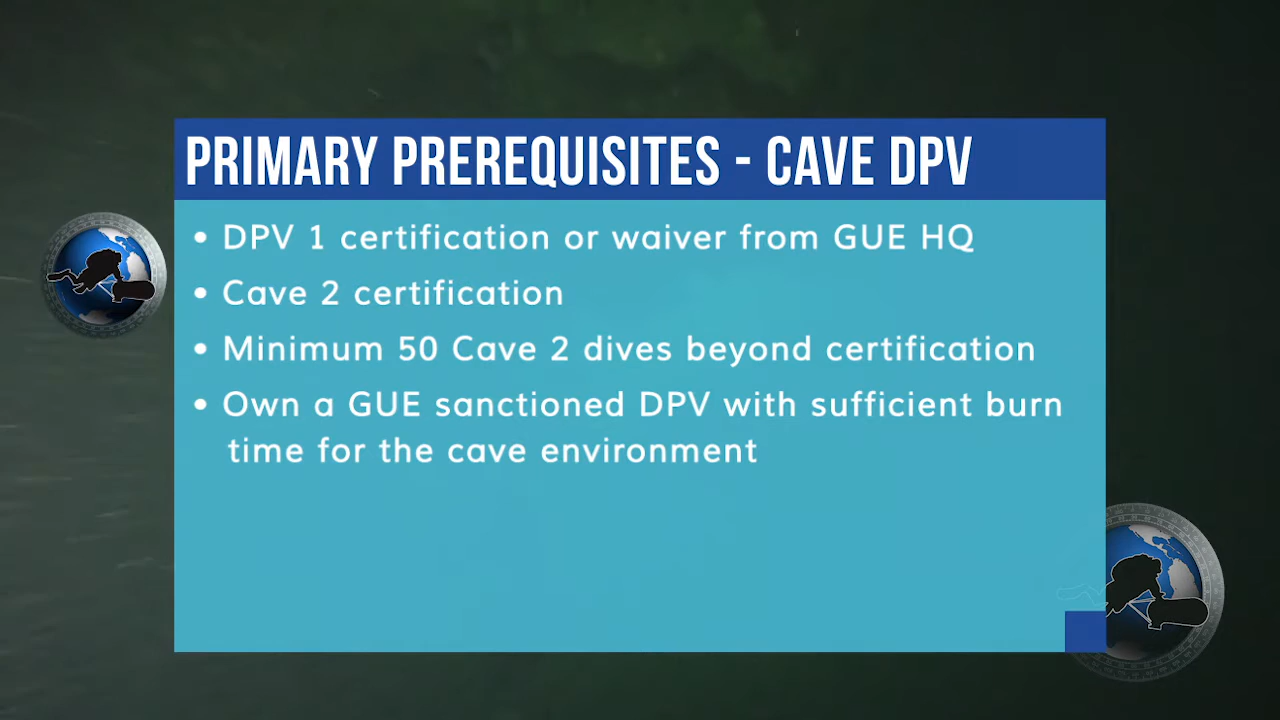 PRIMARY PREREQUISITES - CAVE DPV
• DPV 1 certification or waiver from GUE HQ
• Cave 2 certification
• Minimum 50 Cave 2 dives beyond certification
• Own a GUE sanctioned DPV with sufficient burn
time for the cave environment